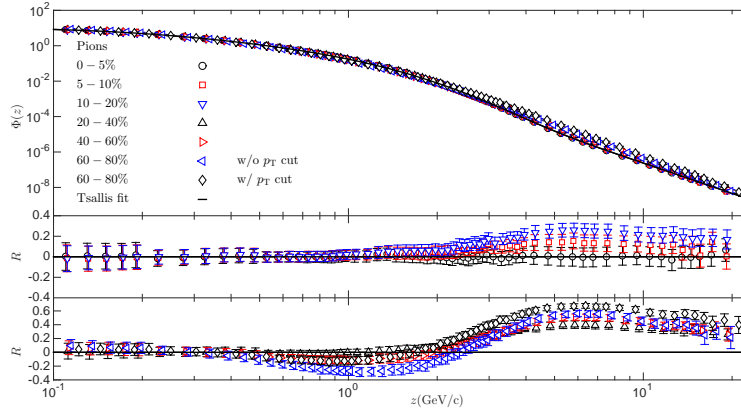 10^2
10^0
10^-2
10^-4
10^-6
10^-8
Φ(z)
Pions
0 − 5%
5 − 10%
10 − 20%
20 − 40%
40 − 60%
60 − 80% w/o p_T cut
60 − 80% w/ p_T cut
Tsallis fit
0.4
0.2
0
-0.2
-0.4
R
0.6
0.4
0.2
0
-0.2
-0.4
R
10^-1
10^0
10^1
z(GeV/c)